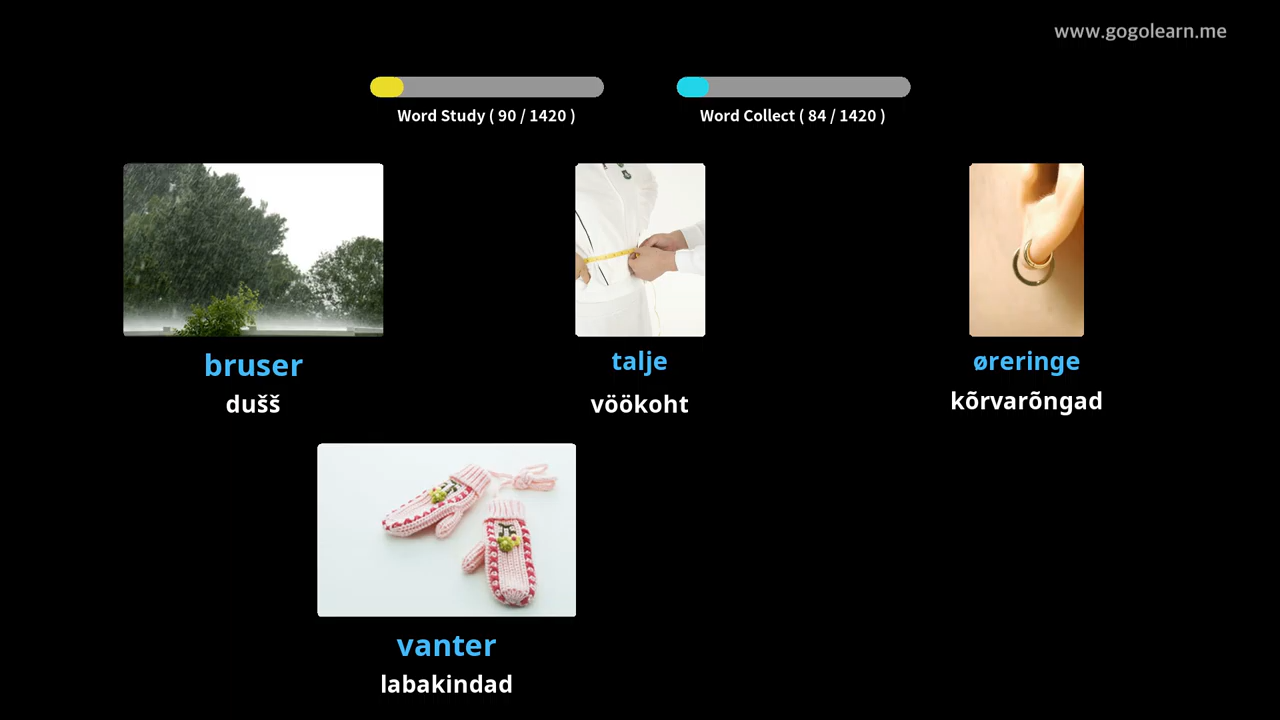 www.gogolearn.me
Word Study ( 90 / 1420 )
Word Collect ( 84 / 1420 )
bruser
dušš
talje
vöökoht
øreringe
kõrvarõngad
vanter
labakindad